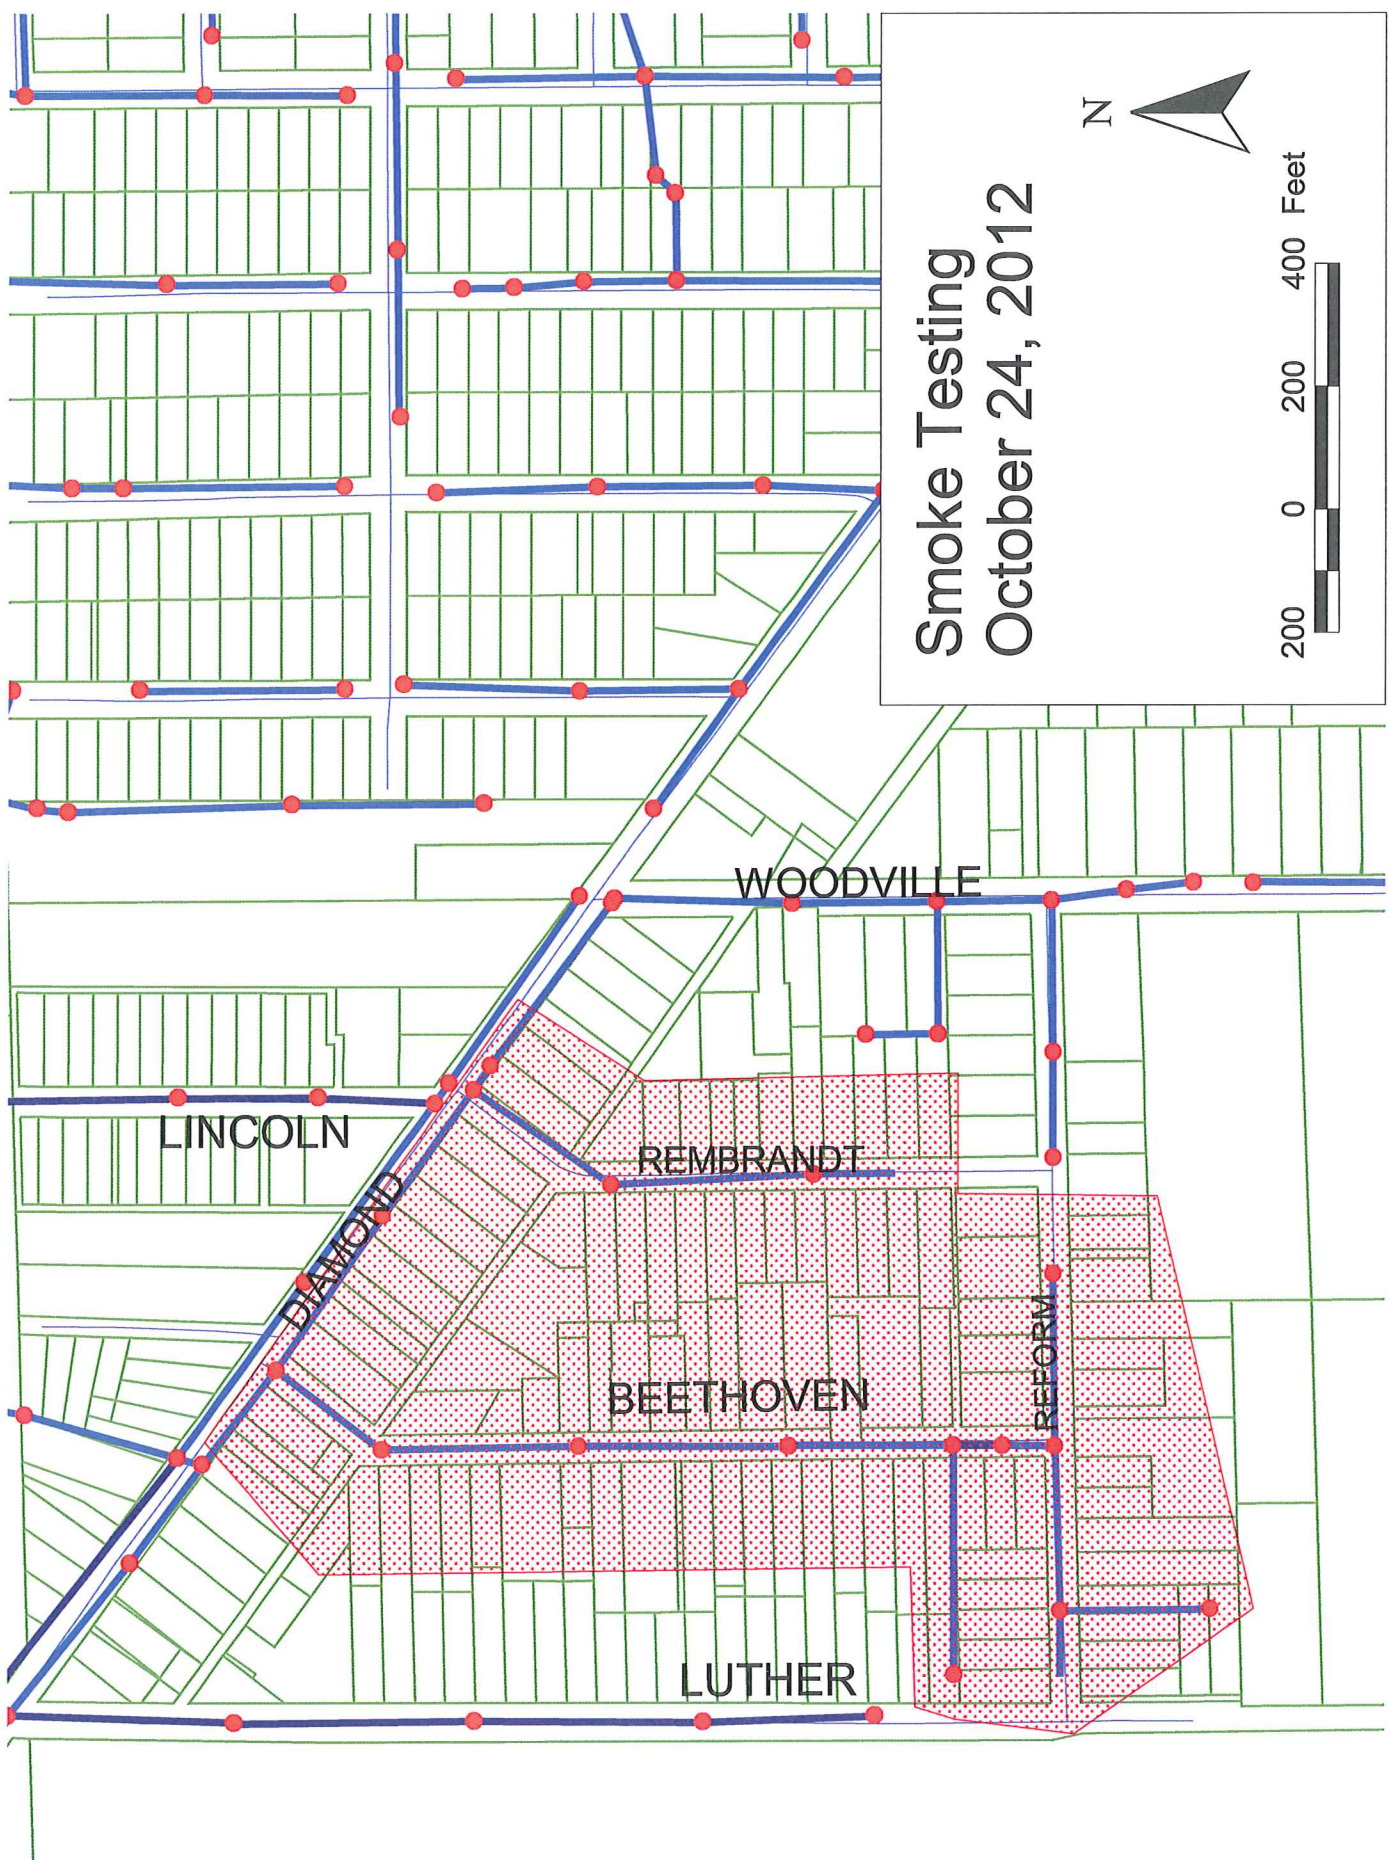 N
Smoke Testing
October 24, 2012
200 0 200 400 Feet
WOODVILLE
LINCOLN
REMBRANDT
DIAMOND
REFORM
BEETHOVEN
LUTHER